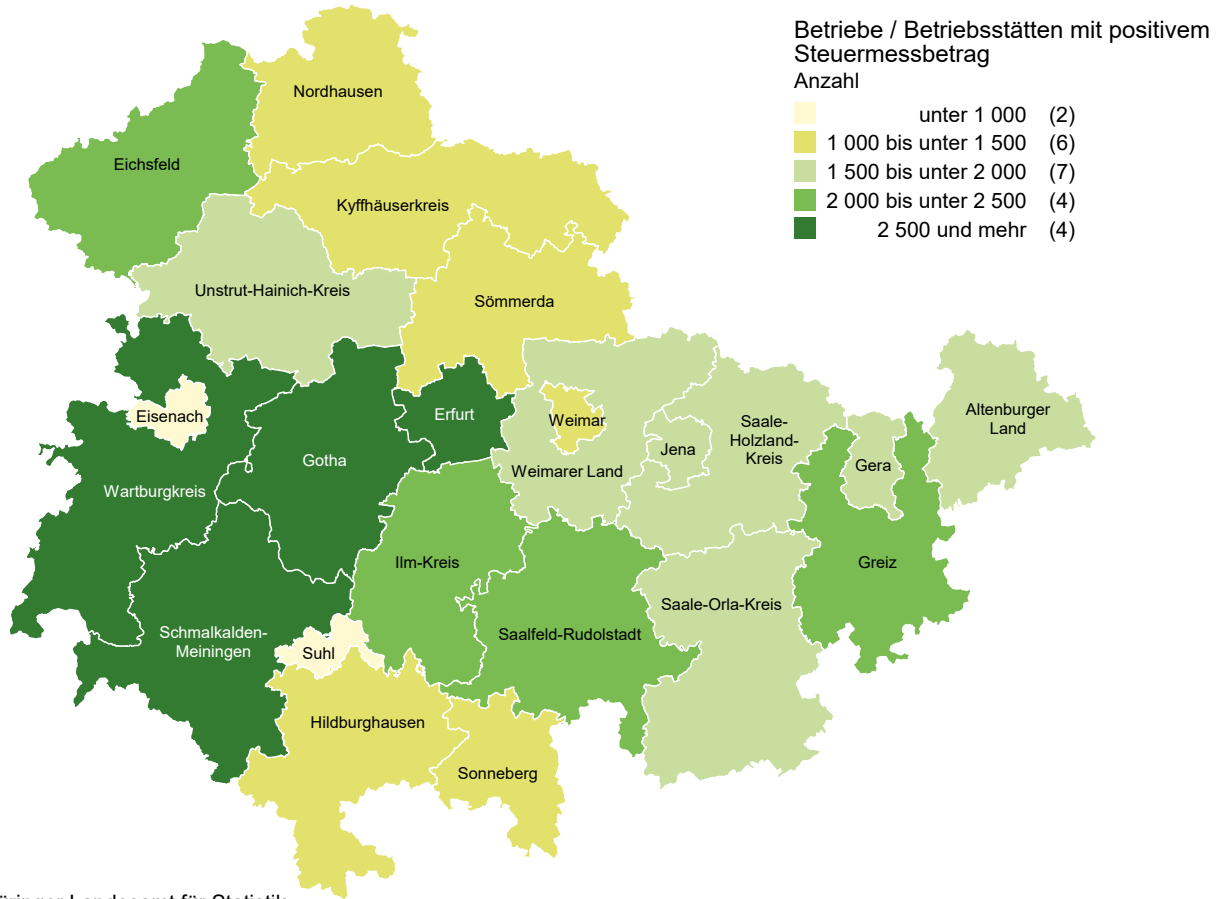 Betriebe / Betriebsstätten mit positivem
Steuermessbetrag
Anzahl
unter 1 000 (2)
1 000 bis unter 1 500 (6)
1 500 bis unter 2 000 (7)
2 000 bis unter 2 500 (4)
2 500 und mehr (4)
Nordhausen
Eichsfeld
Kyffhäuserkreis
Unstrut-Hainich-Kreis
Sömmerda
Eisenach
Erfurt
Weimar
Altenburger
Land
Saale-
Holzland-
Kreis
Jena
Gera
Gotha
Weimarer Land
Wartburgkreis
Ilm-Kreis
Greiz
Saale-Orla-Kreis
Schmalkalden-
Meiningen
Saalfeld-Rudolstadt
Suhl
Hildburghausen
Sonneberg
Landesamt für Statistik